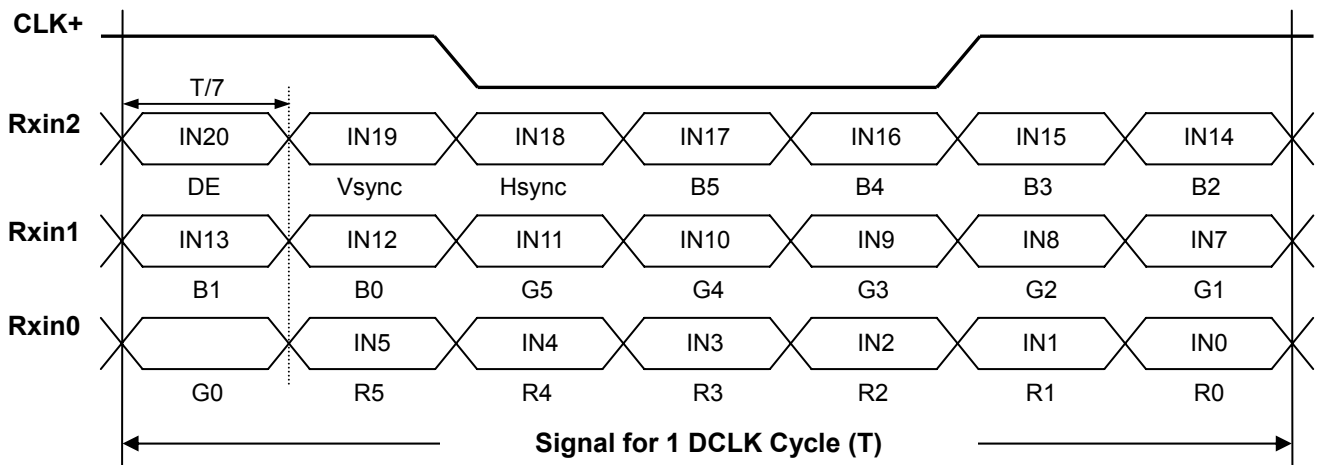 CLK+
T/7
Rxin2 IN20 IN19 IN18 IN17 IN16 IN15 IN14
DE Vsync Hsync B5 B4 B3 B2
Rxin1 IN13 IN12 IN11 IN10 IN9 IN8 IN7
B1 B0 G5 G4 G3 G2 G1
Rxin0 IN5 IN4 IN3 IN2 IN1 IN0
G0 R5 R4 R3 R2 R1 R0
Signal for 1 DCLK Cycle (T)